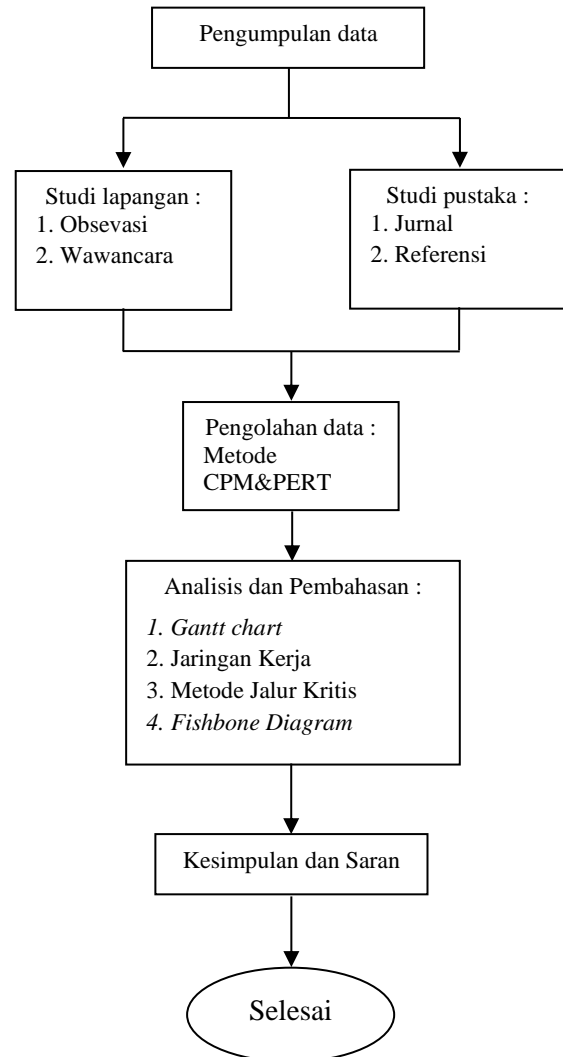 Pengumpulan data
Studi lapangan :
1. Obsevasi
2. Wawancara
Studi pustaka :
1. Jurnal
2. Referensi
Pengolahan data :
Metode
CPM&PERT
Analisis dan Pembahasan :
1. Gantt chart
2. Jaringan Kerja
3. Metode Jalur Kritis
4. Fishbone Diagram
Kesimpulan dan Saran
Selesai